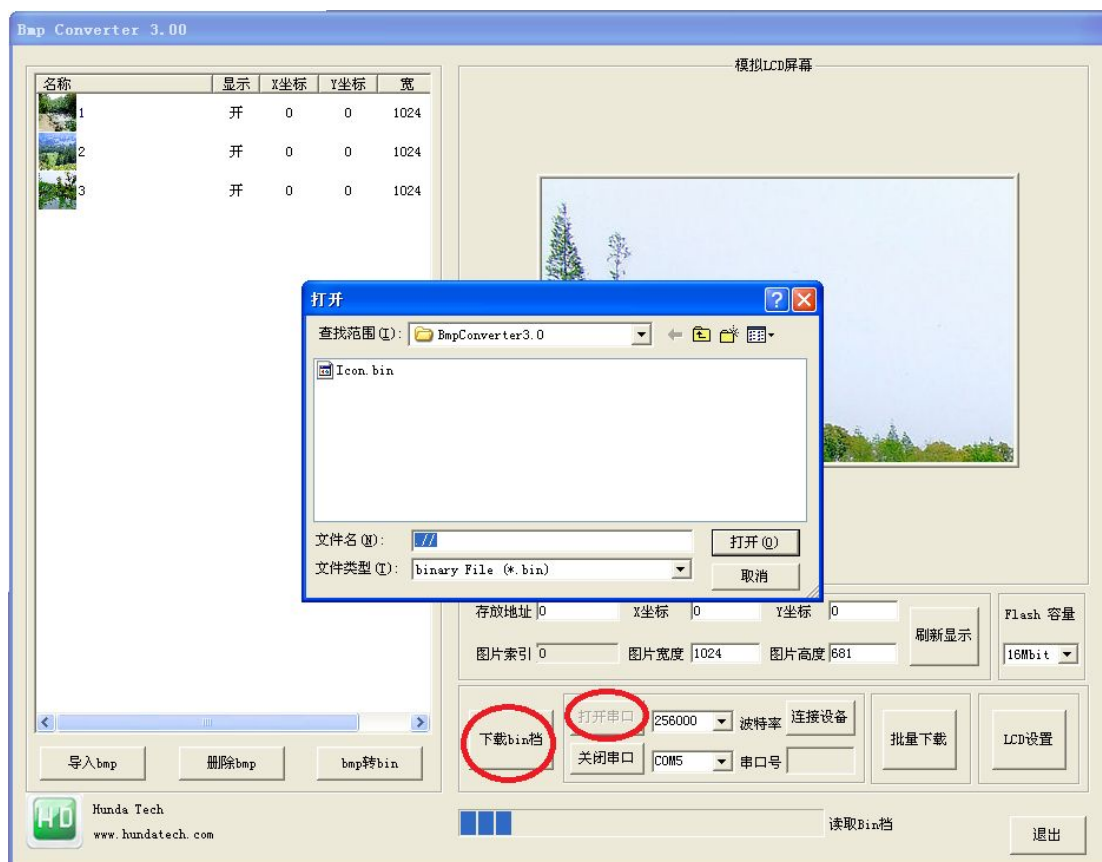 Bmp Converter 3.00
名称 显示 X坐标 Y坐标 宽
1 开 0 0 1024
2 开 0 0 1024
3 开 0 0 1024
模拟LCD屏幕
打开
查找范围(I): BmpConverter3.0
Icon.bin
文件名(N): .//
打开(O)
文件类型(T): binary File (*.bin)
取消
存放地址 0 X坐标 0 Y坐标 0
刷新显示
图片索引 0 图片宽度 1024 图片高度 681
Flash 容量
16Mbit
下载bin档
打开串口 256000 波特率 连接设备
关闭串口 COM5 串口号
批量下载
LCD设置
导入bmp 删除bmp bmp转bin
HD
Hunda Tech
www.hundatech.com
读取Bin档
退出